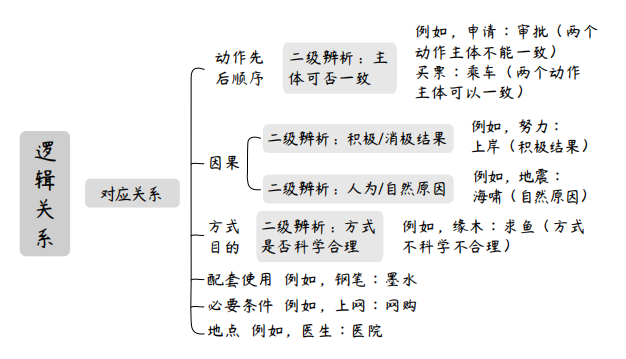 逻辑关系
对应关系
动作先
后顺序
二级辨析：主
体可否一致
例如，申请：审批（两个
动作主体不能一致）
买票：乘车（两个动作
主体可以一致）
因果
二级辨析：积极/消极结果
例如，努力：
上岸（积极结果）
二级辨析：人为/自然原因
例如，地震：
海啸（自然原因）
方式
目的
二级辨析：方式
是否科学合理
例如，缘木：求鱼（方式
不科学不合理）
配套使用 例如，钢笔：墨水
必要条件 例如，上网：网购
地点 例如，医生：医院